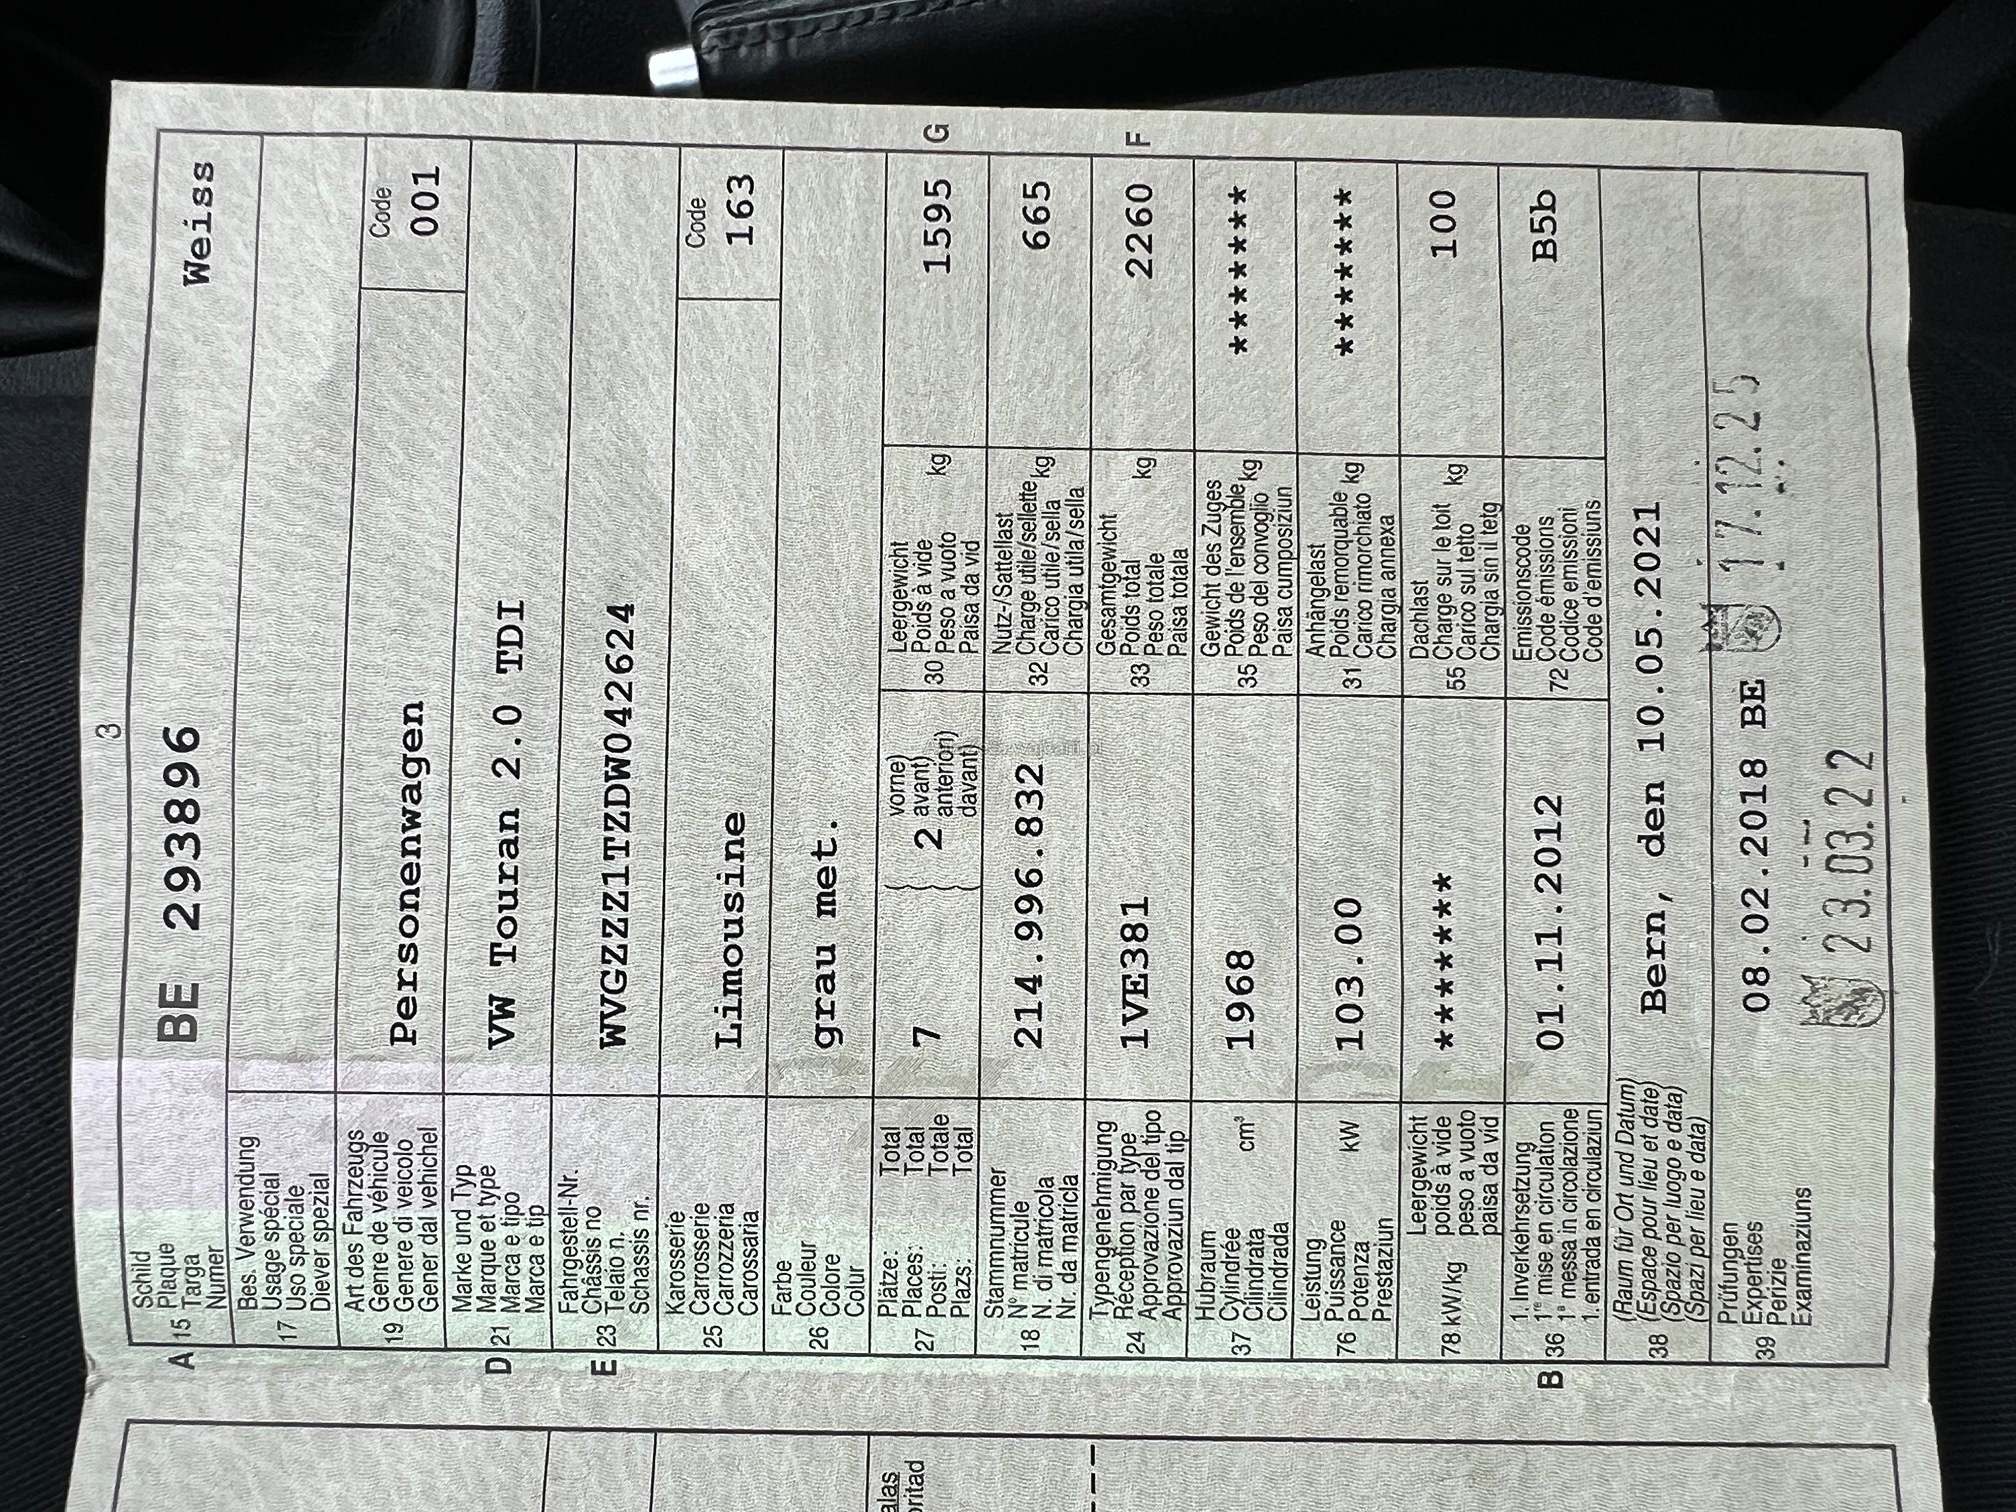 3
A 15
Schild
Plaque
Targa
Numer
BE 293896
Weiss
17
Bes. Verwendung
Usage spécial
Uso speciale
Diever spezial
19
Art des Fahrzeugs
Genre de véhicule
Genere di veicolo
Gener dal vehichel
Personenwagen
Code
001
D 21
Marke und Typ
Marque et type
Marca e tipo
Marca e tip
VW Touran 2.0 TDI
E 23
Fahrgestell-Nr.
Châssis no
Telaio n.
Schassis nr.
WVGZZZ1TZDW042624
25
Karosserie
Carrosserie
Carrozzeria
Carossaria
Limousine
Code
163
26
Farbe
Couleur
Colore
Colur
grau met.
27
Plätze: Total
Places: Total
Posti: Totale
Plazs: Total
7
2
vorne)
avant)
anteriori)
davant)
30
Leergewicht
Poids à vide
Peso a vuoto kg
Paisa da vid
1595
G
18
Stammnummer
N° matricule
N. di matricola
Nr. da matricla
214.996.832
32
Nutz-/Sattellast
Charge utile/sellette
Carico utile/sella kg
Chargia utila/sella
665
24
Typengenehmigung
Réception par type
Approvazione del tipo
Approvaziun dal tip
1VE381
33
Gesamtgewicht
Poids total
Peso totale kg
Paisa totala
2260
F
37
Hubraum
Cylindrée
Cilindrata cm³
Cilindrada
1968
35
Gewicht des Zuges
Poids de l'ensemble
Peso del convoglio kg
Paisa cumposiziun
*******
76
Leistung
Puissance
Potenza kW
Prestaziun
103.00
31
Anhängelast
Poids remorquable
Carico rimorchiato kg
Chargia annexa
*******
78 kW/kg
Leergewicht
poids à vide
peso a vuoto
paisa da vid
*******
55
Dachlast
Charge sur le toit
Carico sul tetto kg
Chargia sin il tetg
100
B 36
1. Inverkehrsetzung
1re mise en circulation
1a messa in circolazione
1. entrada en circulaziun
01.11.2012
72
Emissionscode
Code émissions
Codice emissioni
Code d'emissiuns
B5b
38
(Raum für Ort und Datum)
(Espace pour lieu et date)
(Spazio per luogo e data)
(Spazi per lieu e data)
Bern, den 10.05.2021
39
Prüfungen
Expertises
Perizie
Examinaziuns
08.02.2018 BE
17.12.25
23.03.22